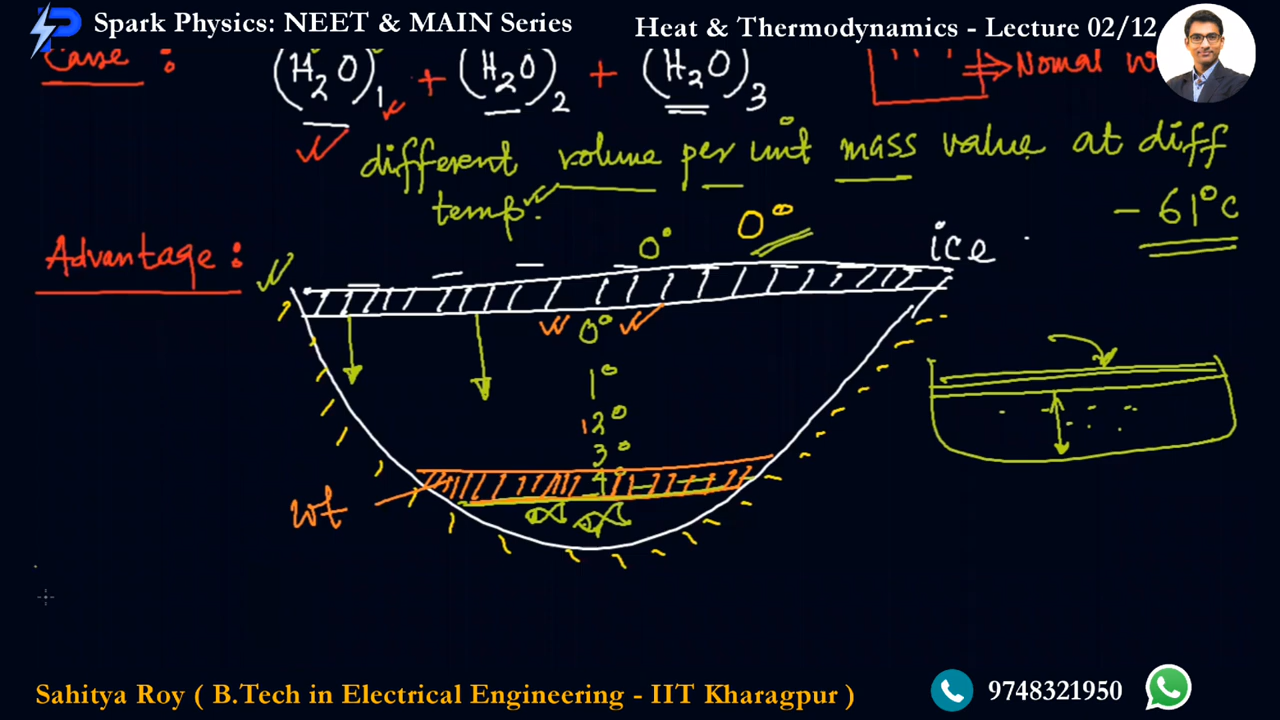 Spark Physics: NEET & MAIN Series
Heat & Thermodynamics - Lecture 02/12
Case :
(H2O)1 + (H2O)2 + (H2O)3
⇒ Nomal
different volume per unit mass value at diff
temp.
- 61°C
Advantage :
0°
0°
ice
0°
1°
2°
3°
4°
wt
Sahitya Roy ( B.Tech in Electrical Engineering - IIT Kharagpur )
9748321950